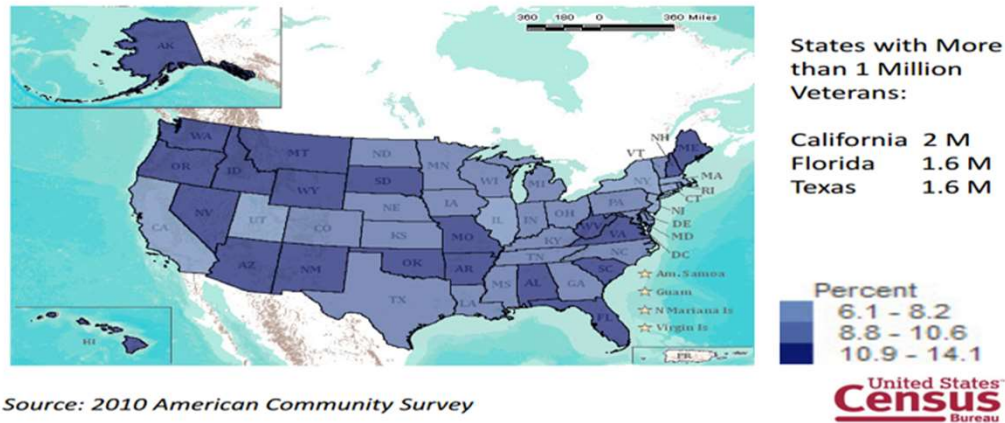 360 180 0 360 Miles
AK
States with More
than 1 Million
Veterans:
California 2 M
Florida 1.6 M
Texas 1.6 M
WA
MT
ND
MN
VT
NH
ME
OR
ID
WY
SD
WI
MI
NY
MA
RI
CT
NV
UT
CO
NE
IA
IL
IN
OH
PA
NJ
DE
MD
DC
CA
KS
MO
KY
WV
VA
AZ
NM
OK
AR
TN
NC
SC
TX
LA
MS
AL
GA
FL
HI
Am. Samoa
Guam
N Mariana Is
Virgin Is
PR
Percent
6.1 - 8.2
8.8 - 10.6
10.9 - 14.1
Source: 2010 American Community Survey
United States™
Census
Bureau